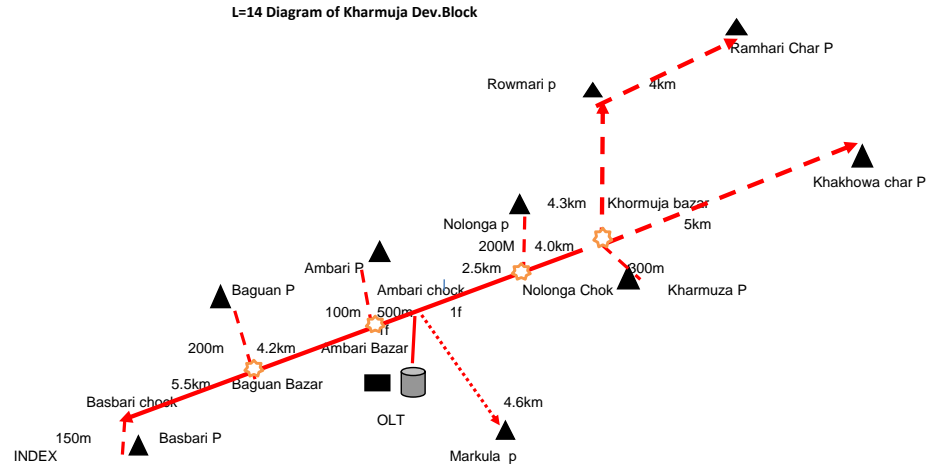 L=14 Diagram of Kharmuja Dev.Block
Ramhari Char P
Rowmari p
4km
Khakhowa char P
4.3km
Khormuja bazar
5km
Nolonga p
200M
4.0km
Ambari P
2.5km
300m
Baguan P
Ambari chock
Nolonga Chok
Kharmuza P
100m
500m
1f
1f
200m
4.2km
Ambari Bazar
5.5km
Baguan Bazar
Basbari chock
4.6km
OLT
150m
Basbari P
INDEX
Markula p